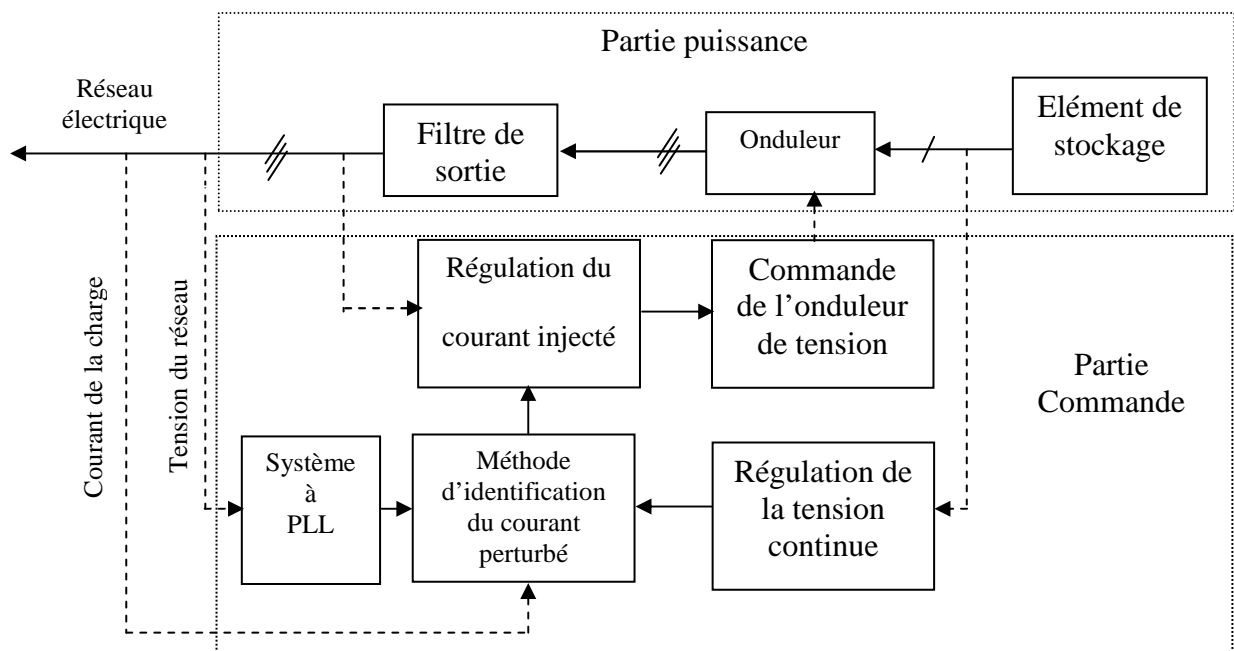 Partie puissance
Réseau
électrique
Filtre de
sortie
Onduleur
Elément de
stockage
Courant de la charge
Tension du réseau
Régulation du
courant injecté
Commande
de l’onduleur
de tension
Partie
Commande
Système
à
PLL
Méthode
d’identification
du courant
perturbé
Régulation de
la tension
continue